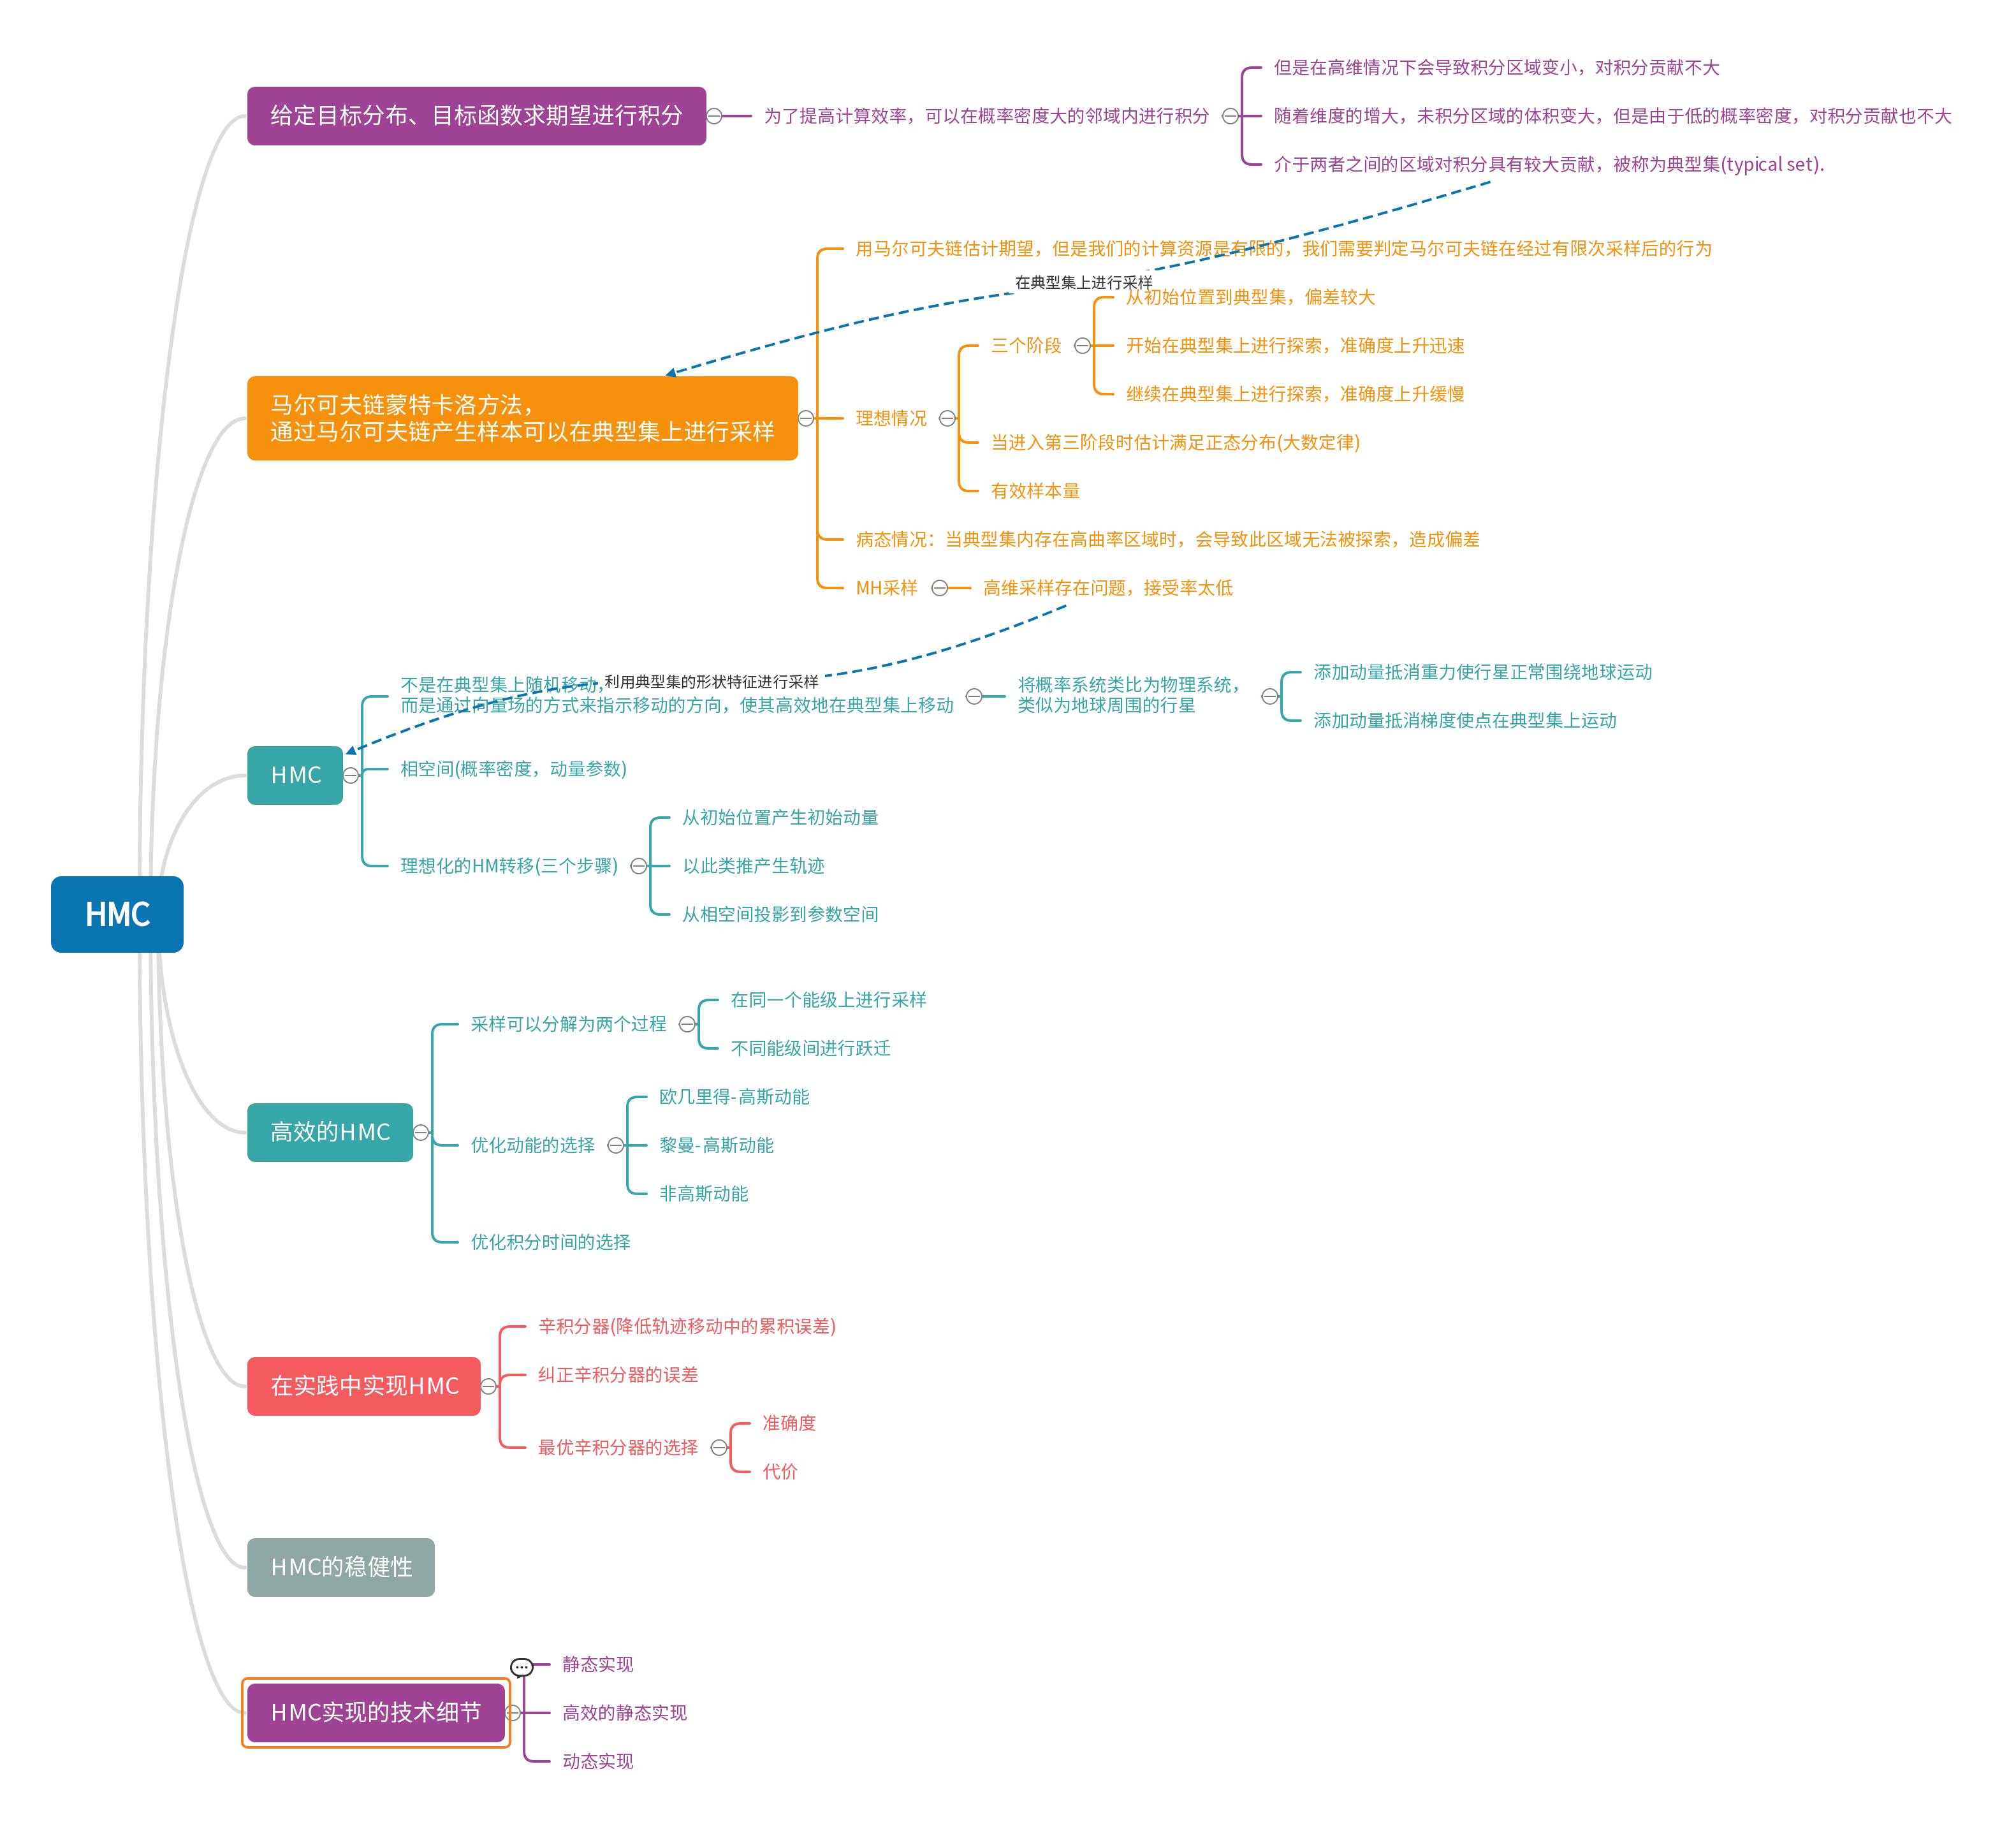 HMC
给定目标分布、目标函数求期望进行积分
为了提高计算效率，可以在概率密度大的邻域内进行积分
但是在高维情况下会导致积分区域变小，对积分贡献不大
随着维度的增大，未积分区域的体积变大，但是由于低的概率密度，对积分贡献也不大
介于两者之间的区域对积分具有较大贡献，被称为典型集(typical set).
在典型集上进行采样
马尔可夫链蒙特卡洛方法，
通过马尔可夫链产生样本可以在典型集上进行采样
用马尔可夫链估计期望，但是我们的计算资源是有限的，我们需要判定马尔可夫链在经过有限次采样后的行为
理想情况
三个阶段
从初始位置到典型集，偏差较大
开始在典型集上进行探索，准确度上升迅速
继续在典型集上进行探索，准确度上升缓慢
当进入第三阶段时估计满足正态分布(大数定律)
有效样本量
病态情况：当典型集内存在高曲率区域时，会导致此区域无法被探索，造成偏差
MH采样
高维采样存在问题，接受率太低
利用典型集的形状特征进行采样
HMC
不是在典型集上随机移动，
而是通过向量场的方式来指示移动的方向，使其高效地在典型集上移动
将概率系统类比为物理系统，
类似为地球周围的行星
添加动量抵消重力使行星正常围绕地球运动
添加动量抵消梯度使点在典型集上运动
相空间(概率密度，动量参数)
理想化的HM转移(三个步骤)
从初始位置产生初始动量
以此类推产生轨迹
从相空间投影到参数空间
高效的HMC
采样可以分解为两个过程
在同一个能级上进行采样
不同能级间进行跃迁
优化动能的选择
欧几里得-高斯动能
黎曼-高斯动能
非高斯动能
优化积分时间的选择
在实践中实现HMC
辛积分器(降低轨迹移动中的累积误差)
纠正辛积分器的误差
最优辛积分器的选择
准确度
代价
HMC的稳健性
HMC实现的技术细节
静态实现
高效的静态实现
动态实现